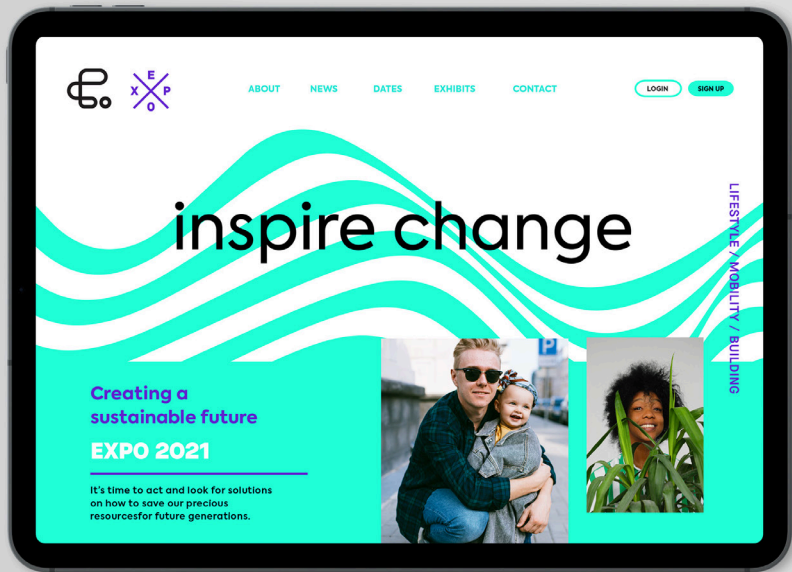 E
X P
O
ABOUT NEWS DATES EXHIBITS CONTACT
LOGIN SIGN UP
inspire change
LIFESTYLE / MOBILITY / BUILDING
P
Creating a
sustainable future
EXPO 2021
It's time to act and look for solutions
on how to save our precious
resourcesfor future generations.